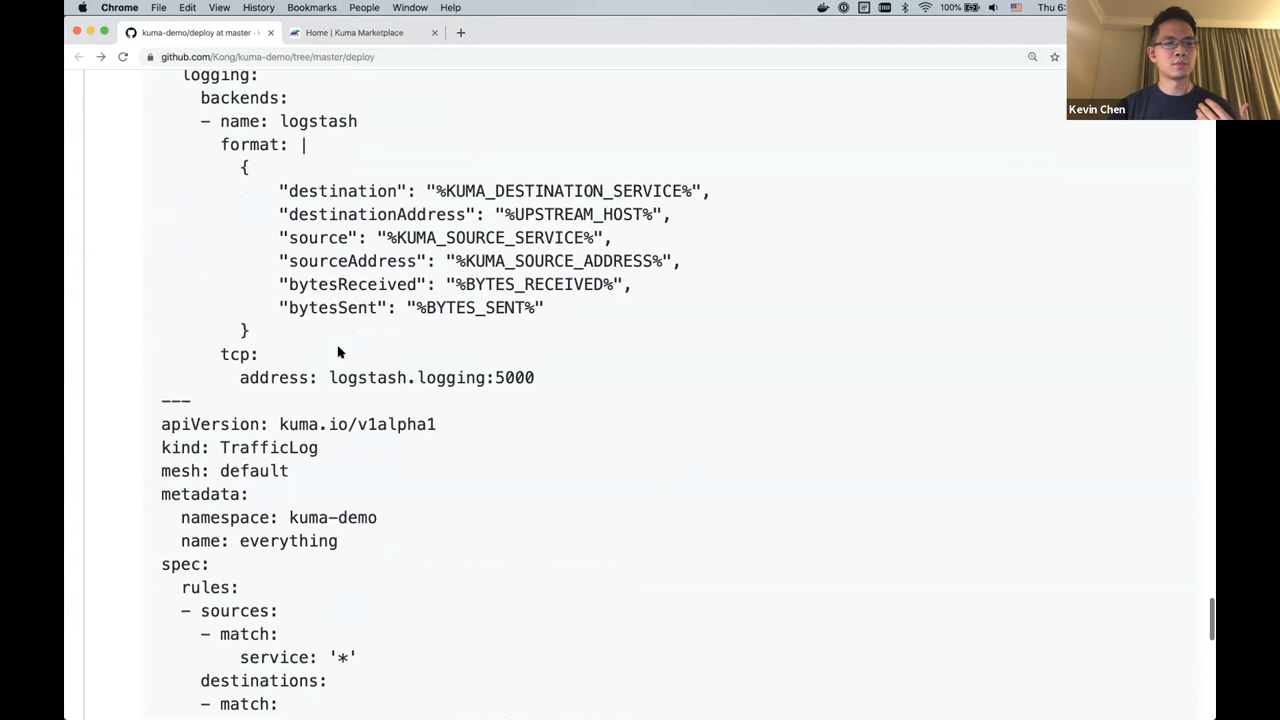 Chrome File Edit View History Bookmarks People Window Help 100% Thu 6:
kuma-demo/deploy at master · Home | Kuma Marketplace
github.com/Kong/kuma-demo/tree/master/deploy
Kevin Chen
logging:
backends:
- name: logstash
format: |
{
"destination": "%KUMA_DESTINATION_SERVICE%",
"destinationAddress": "%UPSTREAM_HOST%",
"source": "%KUMA_SOURCE_SERVICE%",
"sourceAddress": "%KUMA_SOURCE_ADDRESS%",
"bytesReceived": "%BYTES_RECEIVED%",
"bytesSent": "%BYTES_SENT%"
}
tcp:
address: logstash.logging:5000
---
apiVersion: kuma.io/v1alpha1
kind: TrafficLog
mesh: default
metadata:
namespace: kuma-demo
name: everything
spec:
rules:
- sources:
- match:
service: '*'
destinations:
- match: